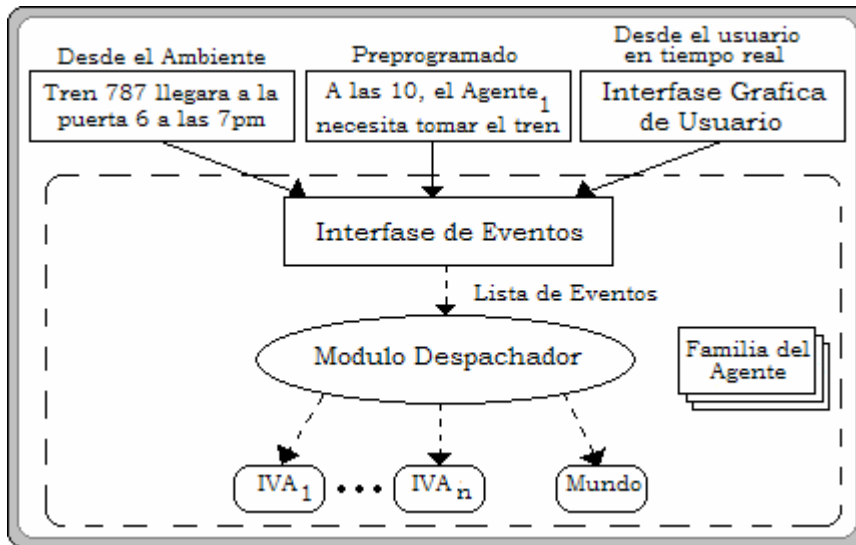 Desde el Ambiente
Tren 787 llegara a la
puerta 6 a las 7pm
Preprogramado
A las 10, el Agente1
necesita tomar el tren
Desde el usuario
en tiempo real
Interfase Grafica
de Usuario
Interfase de Eventos
Lista de Eventos
Modulo Despachador
Familia del
Agente
IVA1
IVAn
Mundo